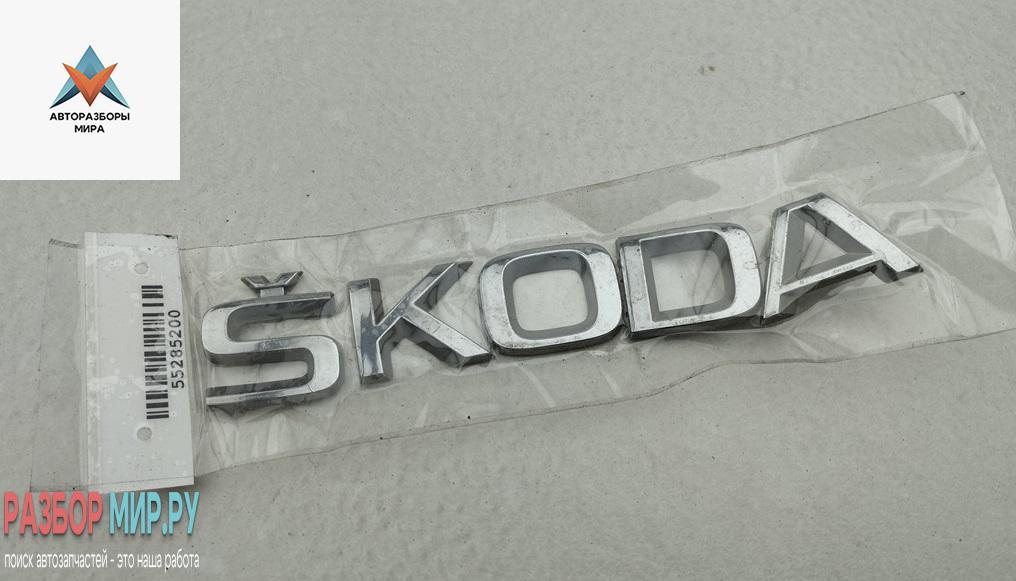 АВТОРАЗБОРЫ
МИРА
ŠKODA
55285200
РАЗБОР МИР.РУ
поиск автозапчастей - это наша работа